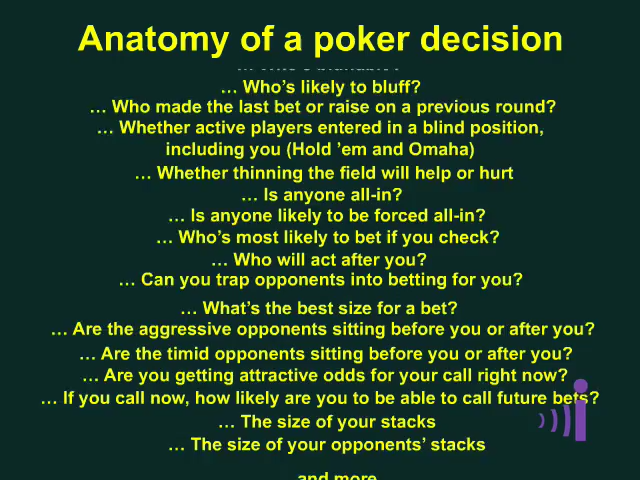 Anatomy of a poker decision
… Who's likely to bluff?
… Who made the last bet or raise on a previous round?
… Whether active players entered in a blind position,
including you (Hold ’em and Omaha)
… Whether thinning the field will help or hurt
… Is anyone all-in?
… Is anyone likely to be forced all-in?
… Who’s most likely to bet if you check?
… Who will act after you?
… Can you trap opponents into betting for you?
… What’s the best size for a bet?
… Are the aggressive opponents sitting before you or after you?
… Are the timid opponents sitting before you or after you?
… Are you getting attractive odds for your call right now?
… If you call now, how likely are you to be able to call future bets?
… The size of your stacks
… The size of your opponents’ stacks
and more